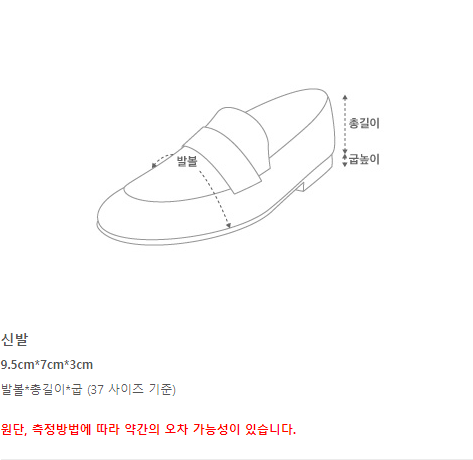 총길이
발볼
굽높이
신발
9.5cm*7cm*3cm
발볼*총길이*굽 (37 사이즈 기준)
원단, 측정방법에 따라 약간의 오차 가능성이 있습니다.